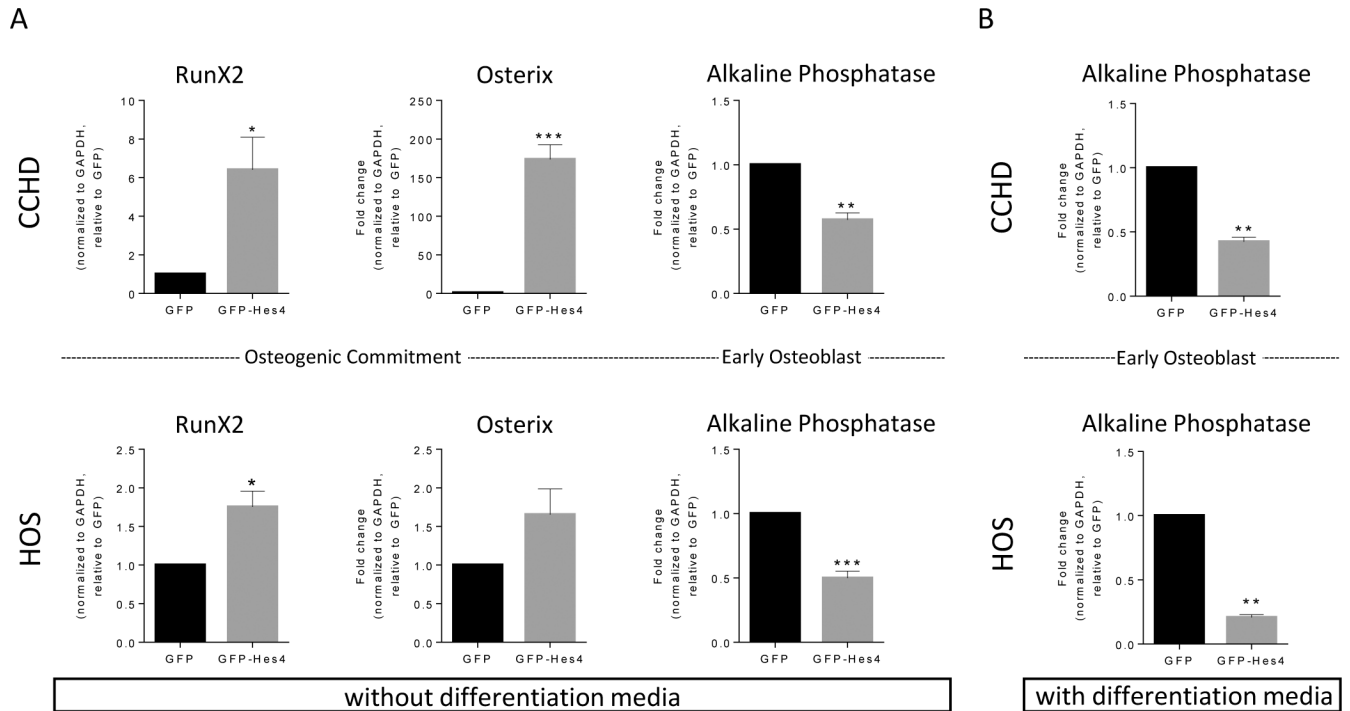 A
B
CCHD
RunX2
(normalized to GAPDH,
relative to GFP)
10
8
6
4
2
0
*
GFP
GFP-Hes4
Osterix
Fold change
(normalized to GAPDH,
relative to GFP)
250
200
150
100
50
0
***
GFP
GFP-Hes4
Alkaline Phosphatase
Fold change
(normalized to GAPDH,
relative to GFP)
1.5
1.0
0.5
0.0
**
GFP
GFP-Hes4
CCHD
Alkaline Phosphatase
Fold change
(normalized to GAPDH,
relative to GFP)
1.5
1.0
0.5
0.0
**
GFP
GFP-Hes4
Osteogenic Commitment
Early Osteoblast
Early Osteoblast
HOS
RunX2
(normalized to GAPDH,
relative to GFP)
2.5
2.0
1.5
1.0
0.5
0.0
*
GFP
GFP-Hes4
Osterix
Fold change
(normalized to GAPDH,
relative to GFP)
2.5
2.0
1.5
1.0
0.5
0.0
GFP
GFP-Hes4
Alkaline Phosphatase
Fold change
(normalized to GAPDH,
relative to GFP)
1.5
1.0
0.5
0.0
***
GFP
GFP-Hes4
HOS
Alkaline Phosphatase
Fold change
(normalized to GAPDH,
relative to GFP)
1.5
1.0
0.5
0.0
**
GFP
GFP-Hes4
without differentiation media
with differentiation media